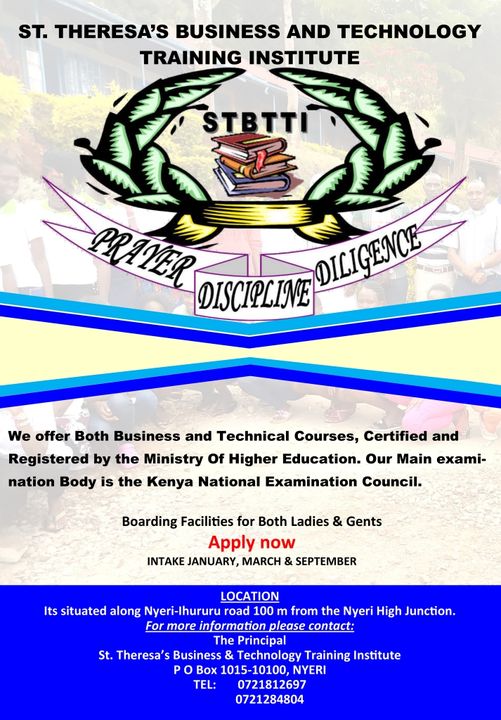 ST. THERESA'S BUSINESS AND TECHNOLOGY
TRAINING INSTITUTE
STBTTI
PRAYER
DISCIPLINE
DILIGENCE
We offer Both Business and Technical Courses, Certified and
Registered by the Ministry Of Higher Education. Our Main exami-
nation Body is the Kenya National Examination Council.
Boarding Facilities for Both Ladies & Gents
Apply now
INTAKE JANUARY, MARCH & SEPTEMBER
LOCATION
Its situated along Nyeri-Ihururu road 100 m from the Nyeri High Junction.
For more information please contact:
The Principal
St. Theresa's Business & Technology Training Institute
P O Box 1015-10100, NYERI
TEL: 0721812697
0721284804